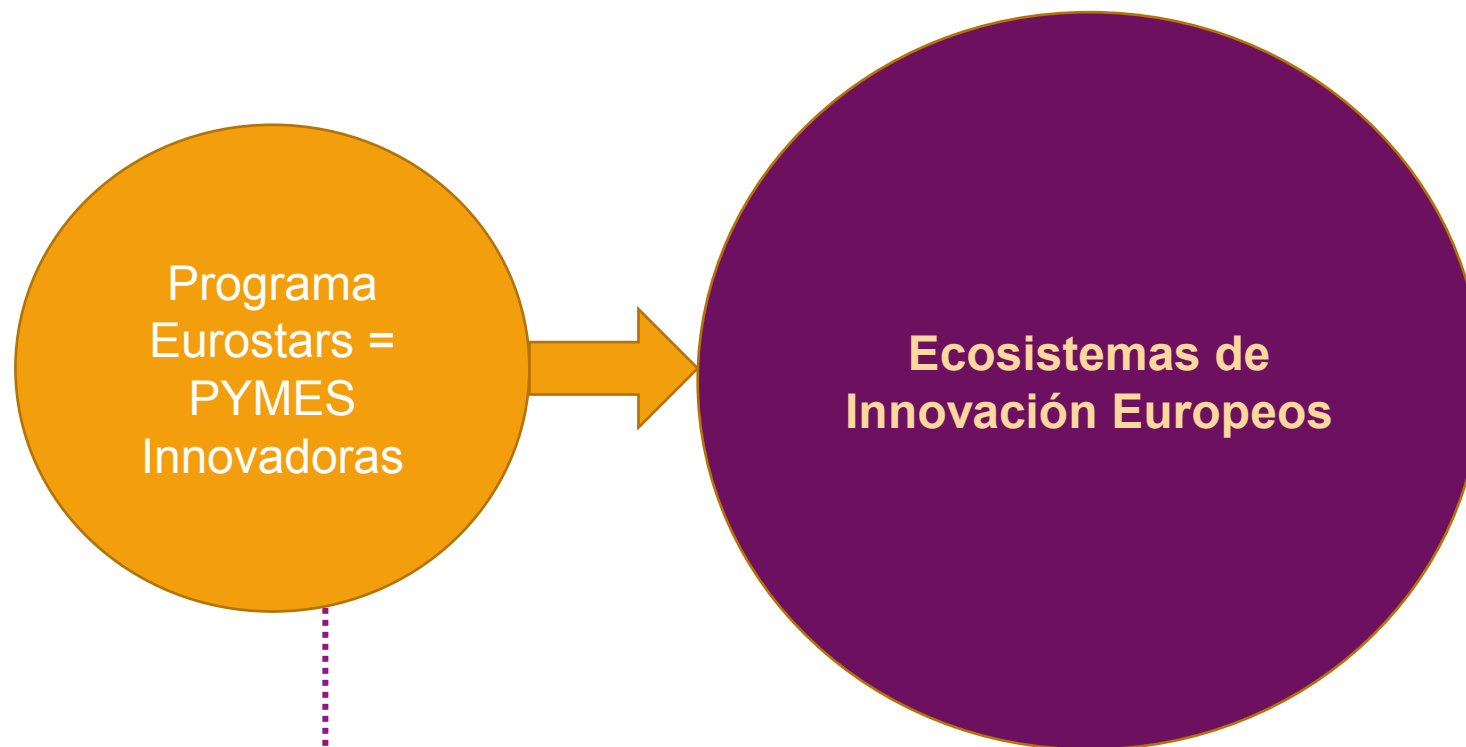 Programa
Eurostars =
PYMES
Innovadoras
Ecosistemas de
Innovación Europeos